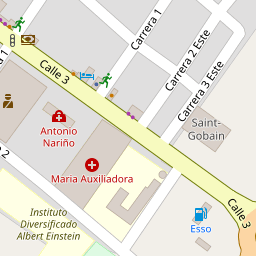 Carrera 1
Calle 3
Carrera 2 Este
Carrera 3 Este
Saint-
Gobain
Antonio
Nariño
Maria Auxiliadora
Instituto
Diversificado
Albert Einstein
Esso
Calle 3